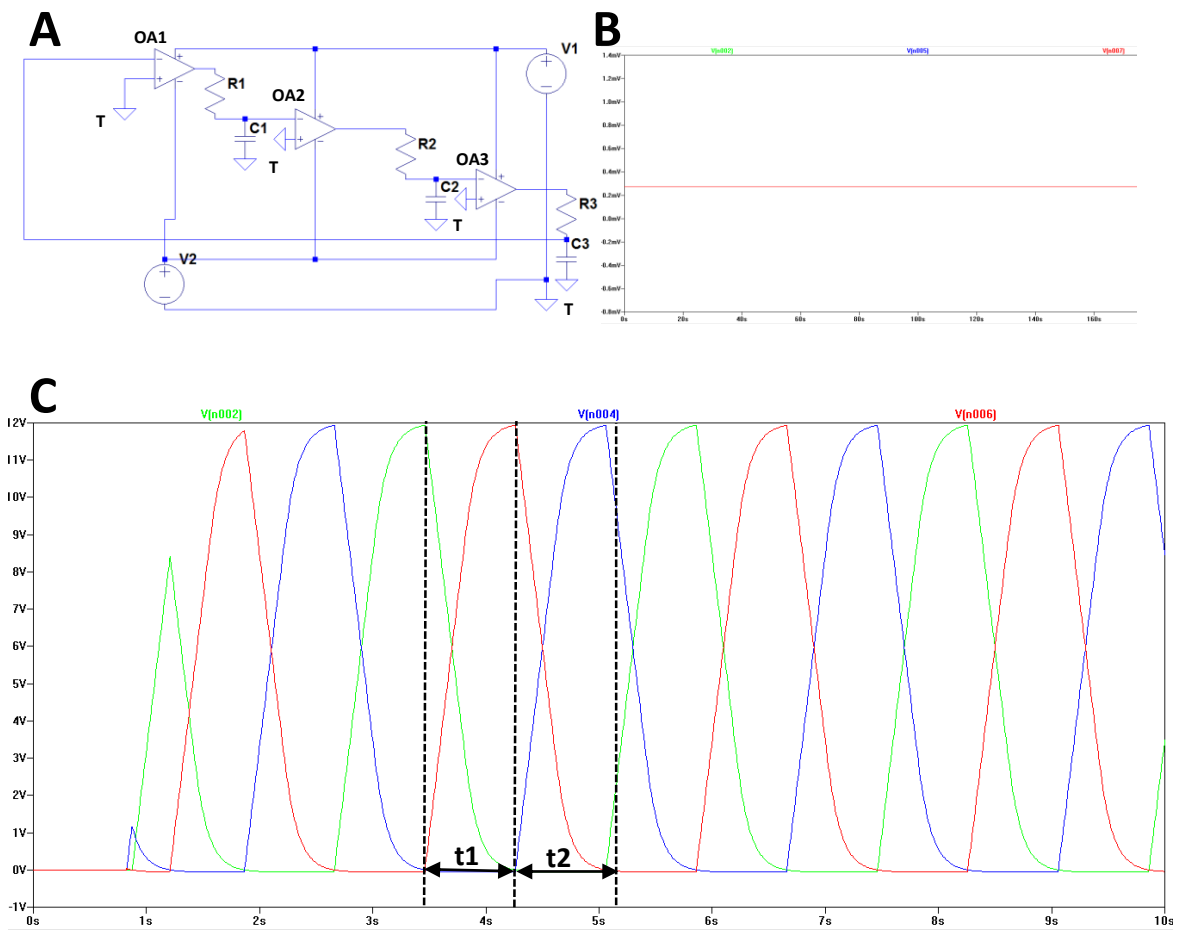 A
OA1
R1
T
C1
OA2
T
R2
C2
OA3
T
R3
C3
T
V1
V2
B
V(n002) V(n005) V(n007)
1.4mV
1.2mV
1.0mV
0.8mV
0.6mV
0.4mV
0.2mV
0.0mV
-0.2mV
-0.4mV
-0.6mV
-0.8mV
0s 20s 40s 60s 80s 100s 120s 140s 160s
C
V(n002) V(n004) V(n006)
12V
11V
10V
9V
8V
7V
6V
5V
4V
3V
2V
1V
0V
-1V
t1 t2
0s 1s 2s 3s 4s 5s 6s 7s 8s 9s 10s